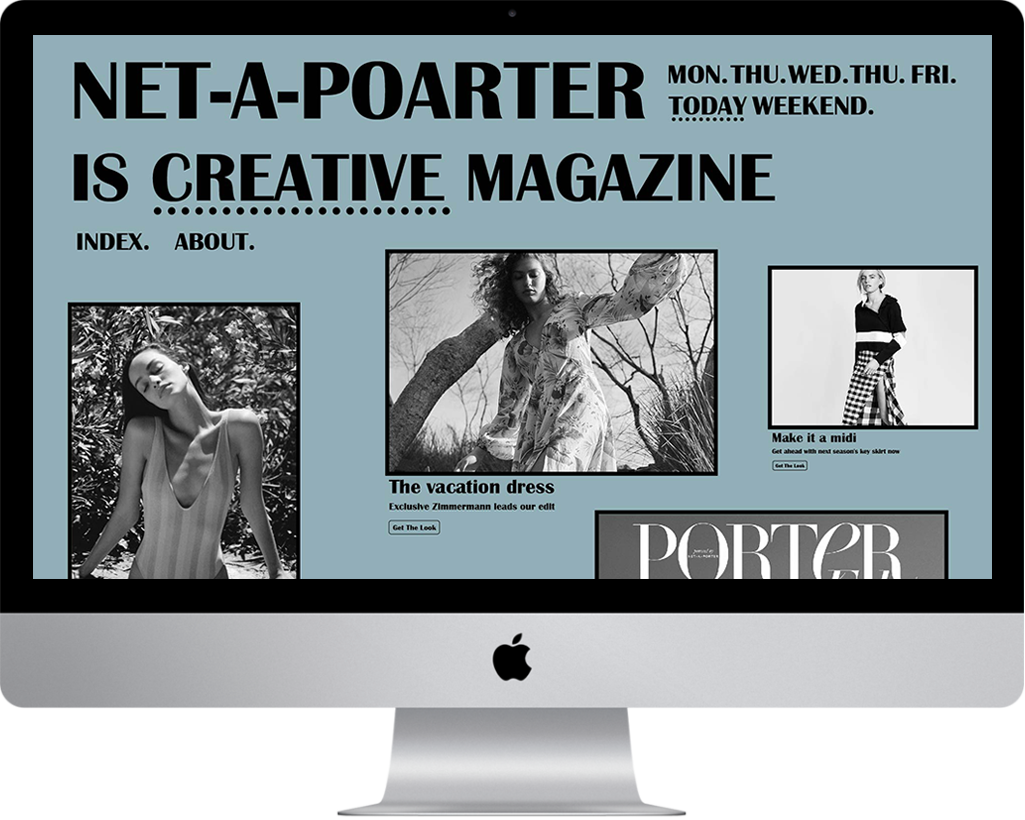 NET-A-POARTER
MON. THU. WED. THU. FRI.
TODAY WEEKEND.
IS CREATIVE MAGAZINE
INDEX. ABOUT.
The vacation dress
Exclusive Zimmermann leads our edit
Get The Look
Make it a midi
Get ahead with next season's key skirt now
Get The Look
PORTER